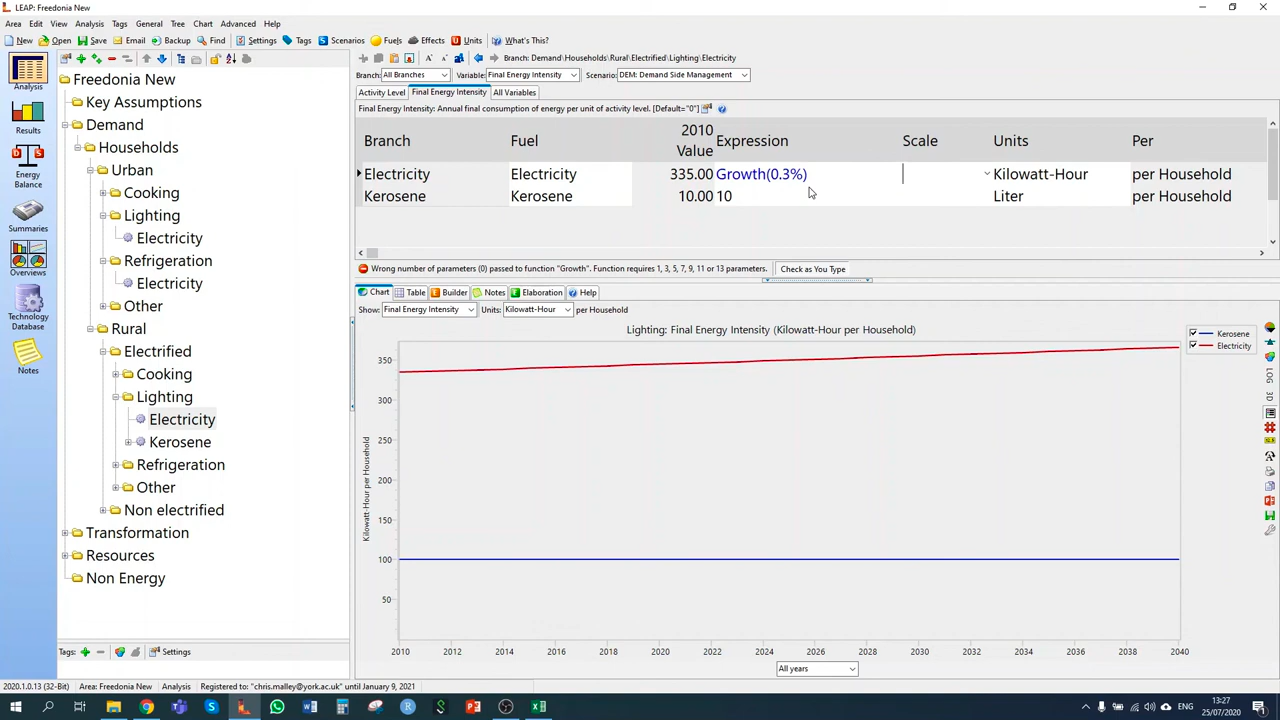 LEAP: Freedonia New
Area Edit View Analysis Tags General Tree Chart Advanced Help
New Open Save Email Backup Find Settings Tags Scenarios Fuels Effects Units What's This?
Analysis
Results
Energy Balance
Summaries
Overviews
Technology Database
Notes
Freedonia New
Key Assumptions
Demand
Households
Urban
Cooking
Lighting
Electricity
Refrigeration
Electricity
Other
Rural
Electrified
Cooking
Lighting
Electricity
Kerosene
Refrigeration
Other
Non electrified
Transformation
Resources
Non Energy
Tags: Settings
Branch: Demand\Households\Rural\Electrified\Lighting\Electricity
Branch: All Branches Variable: Final Energy Intensity Scenario: DEM: Demand Side Management
Activity Level Final Energy Intensity All Variables
Final Energy Intensity: Annual final consumption of energy per unit of activity level. [Default="0"]
Branch Fuel 2010 Value Expression Scale Units Per
Electricity Electricity 335.00 Growth(0.3%) Kilowatt-Hour per Household
Kerosene Kerosene 10.00 10 Liter per Household
Wrong number of parameters (0) passed to function "Growth". Function requires 1, 3, 5, 7, 9, 11 or 13 parameters. Check as You Type
Chart Table Builder Notes Elaboration Help
Show: Final Energy Intensity Units: Kilowatt-Hour per Household
Lighting: Final Energy Intensity (Kilowatt-Hour per Household)
Kerosene
Electricity
LOG
3D
Kilowatt-Hour per Household
350
300
250
200
150
100
50
2010 2012 2014 2016 2018 2020 2022 2024 2026 2028 2030 2032 2034 2036 2038 2040
All years
2020.1.0.13 (32-Bit) Area: Freedonia New Analysis Registered to: "chris.malley@york.ac.uk" until January 9, 2021
13:27
25/07/2020